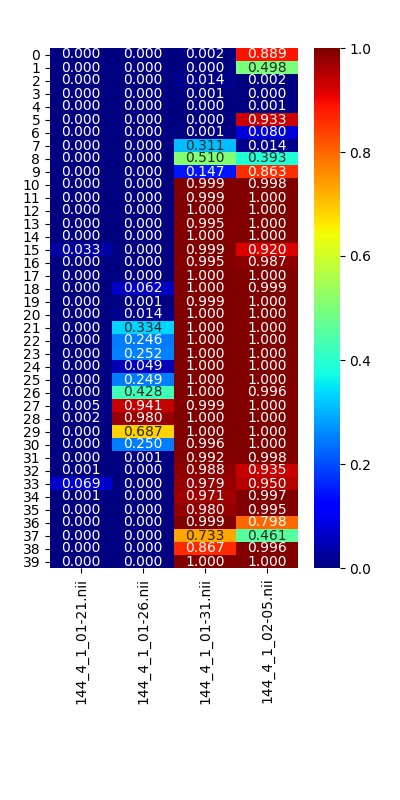 0 0.000 0.000 0.002 0.889
1 0.000 0.000 0.000 0.498
2 0.000 0.000 0.014 0.002
3 0.000 0.000 0.001 0.000
4 0.000 0.000 0.000 0.001
5 0.000 0.000 0.000 0.933
6 0.000 0.000 0.001 0.080
7 0.000 0.000 0.311 0.014
8 0.000 0.000 0.510 0.393
9 0.000 0.000 0.147 0.863
10 0.000 0.000 0.999 0.998
11 0.000 0.000 0.999 1.000
12 0.000 0.000 1.000 1.000
13 0.000 0.000 0.995 1.000
14 0.000 0.000 1.000 1.000
15 0.033 0.000 0.999 0.920
16 0.000 0.000 0.995 0.987
17 0.000 0.000 1.000 1.000
18 0.000 0.062 1.000 0.999
19 0.000 0.001 0.999 1.000
20 0.000 0.014 1.000 1.000
21 0.000 0.334 1.000 1.000
22 0.000 0.246 1.000 1.000
23 0.000 0.252 1.000 1.000
24 0.000 0.049 1.000 1.000
25 0.000 0.249 1.000 1.000
26 0.000 0.428 1.000 0.996
27 0.005 0.941 0.999 1.000
28 0.002 0.980 1.000 1.000
29 0.000 0.687 1.000 1.000
30 0.000 0.250 0.996 1.000
31 0.000 0.001 0.992 0.998
32 0.001 0.000 0.988 0.935
33 0.069 0.000 0.979 0.950
34 0.001 0.000 0.971 0.997
35 0.000 0.000 0.980 0.995
36 0.000 0.000 0.999 0.798
37 0.000 0.000 0.733 0.461
38 0.000 0.000 0.867 0.996
39 0.000 0.000 1.000 1.000
144_4_1_01-21.nii
144_4_1_01-26.nii
144_4_1_01-31.nii
144_4_1_02-05.nii
1.0
0.8
0.6
0.4
0.2
0.0